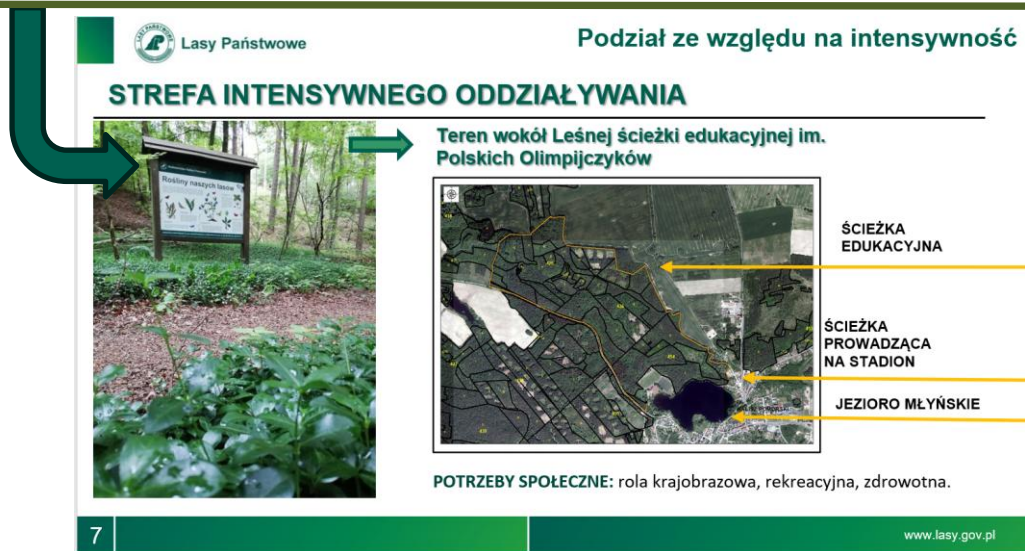 Lasy Państwowe
Podział ze względu na intensywność
STREFA INTENSYWNEGO ODDZIAŁYWANIA
Teren wokół Leśnej ścieżki edukacyjnej im.
Polskich Olimpijczyków
Rośliny naszych lasów
ŚCIEŻKA
EDUKACYJNA
ŚCIEŻKA
PROWADZĄCA
NA STADION
JEZIORO MŁYŃSKIE
POTRZEBY SPOŁECZNE: rola krajobrazowa, rekreacyjna, zdrowotna.
7
www.lasy.gov.pl